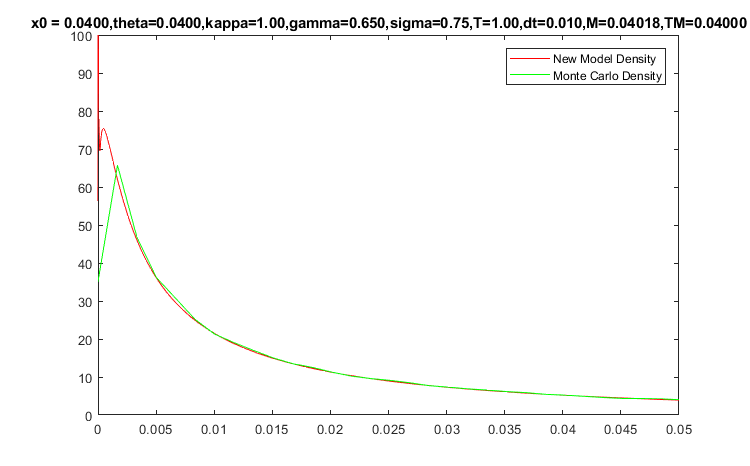 x0 = 0.0400,theta=0.0400,kappa=1.00,gamma=0.650,sigma=0.75,T=1.00,dt=0.010,M=0.04018,TM=0.04000
New Model Density
Monte Carlo Density
100
90
80
70
60
50
40
30
20
10
0
0 0.005 0.01 0.015 0.02 0.025 0.03 0.035 0.04 0.045 0.05